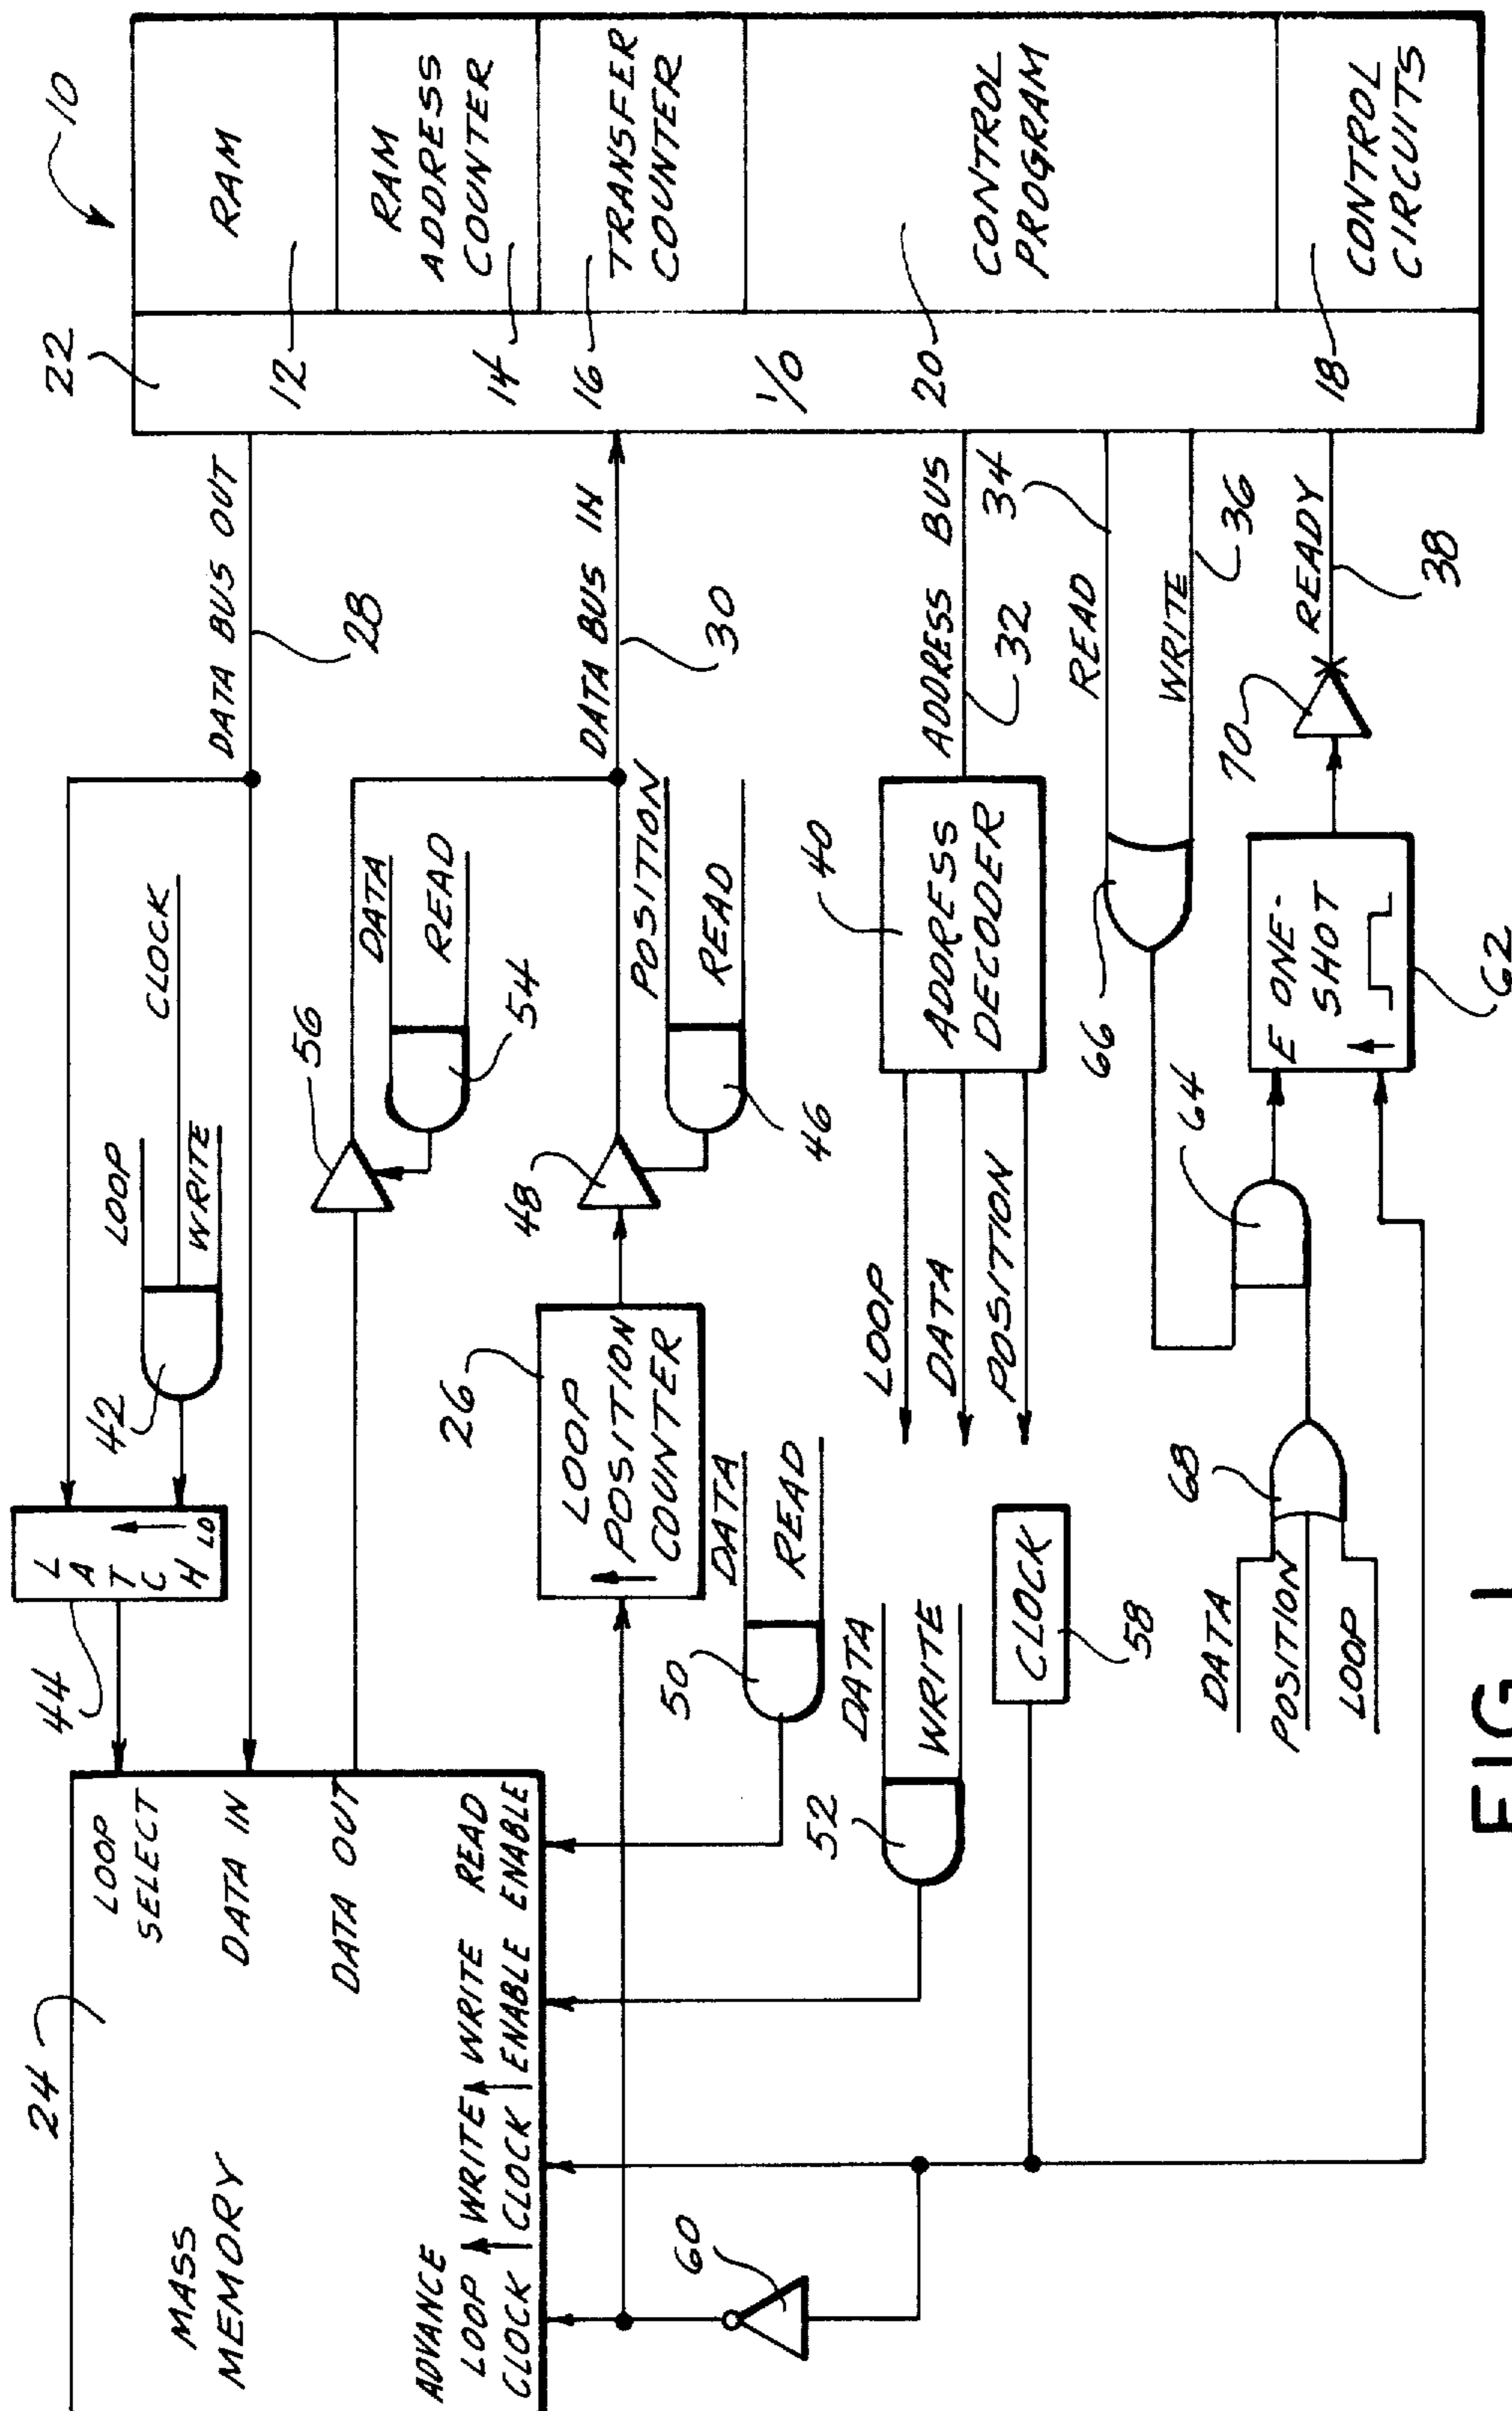 10
22
RAM
12
RAM
ADDRESS
COUNTER
14
TRANSFER
COUNTER
16
I/O
CONTROL
PROGRAM
20
CONTROL
CIRCUITS
18
DATA BUS OUT
28
DATA BUS IN
30
ADDRESS BUS
32
READ
34
WRITE
36
READY
38
70
LOOP
CLOCK
WRITE
42
LATCH
LD
44
56
DATA
READ
54
POSITION
READ
46
48
LOOP
POSITION
COUNTER
26
ADDRESS
DECODER
40
LOOP
DATA
POSITION
66
64
E ONE-
SHOT
62
DATA
READ
50
DATA
WRITE
52
CLOCK
58
68
DATA
POSITION
LOOP
24
MASS
MEMORY
LOOP
SELECT
DATA IN
DATA OUT
ADVANCE
LOOP
CLOCK
WRITE
CLOCK
WRITE
ENABLE
READ
ENABLE
60
FIG. 1